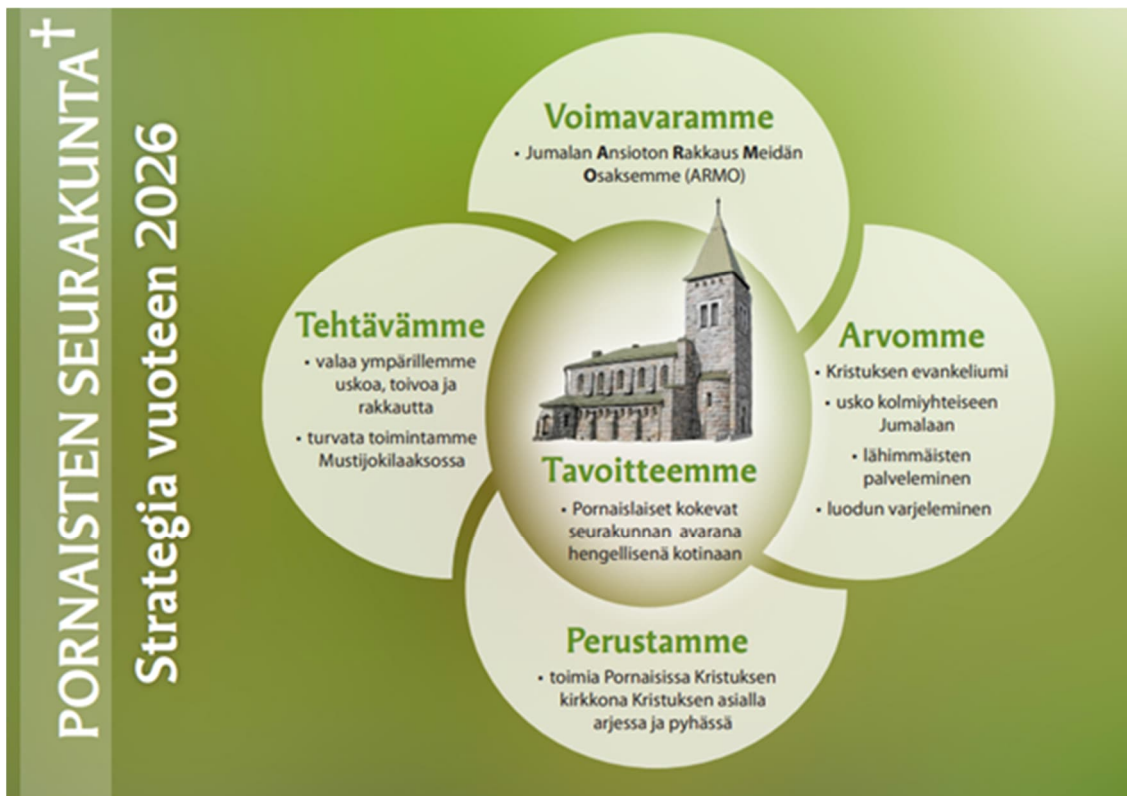 PORNAISTEN SEURAKUNTA
Strategia vuoteen 2026
Voimavaramme
• Jumalan Ansioton Rakkaus Meidän
Osaksemme (ARMO)
Tehtävämme
• valaa ympärillemme
uskoa, toivoa ja
rakkautta
• turvata toimintamme
Mustijokilaaksossa
Arvomme
• Kristuksen evankeliumi
• usko kolmiyhteiseen
Jumalaan
• lähimmäisten
palveleminen
• luodun varjeleminen
Tavoitteemme
• Pornaislaiset kokevat
seurakunnan avarana
hengellisenä kotinaan
Perustamme
• toimia Pornaisissa Kristuksen
kirkkona Kristuksen asialla
arjessa ja pyhässä